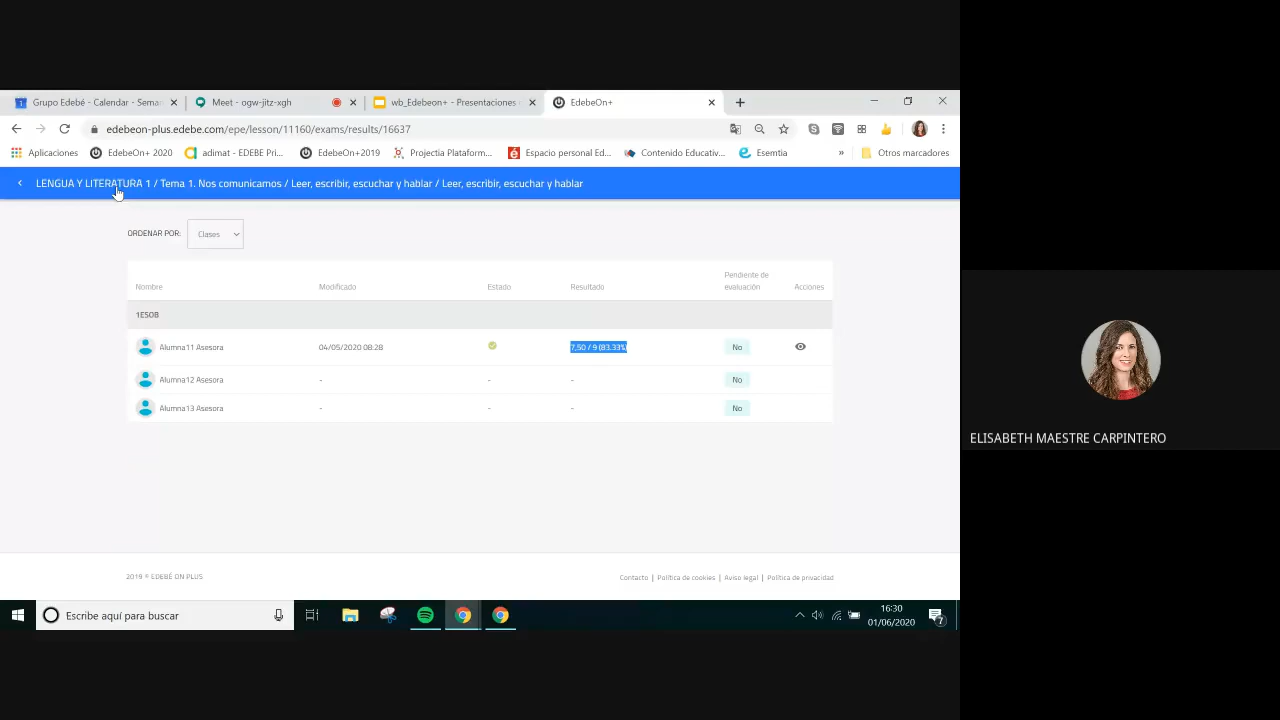 Grupo Edebé - Calendar - Sema
Meet - ogw-jitz-xgh
wb_Edebeon+ - Presentaciones
EdebeOn+
edebeon-plus.edebe.com/epe/lesson/11160/exams/results/16637
Aplicaciones
EdebeOn+ 2020
adimat - EDEBE Pri...
EdebeOn+2019
Projectia Plataform...
Espacio personal Ed...
Contenido Educativ...
Esemtia
»
Otros marcadores
LENGUA Y LITERATURA 1 / Tema 1. Nos comunicamos / Leer, escribir, escuchar y hablar / Leer, escribir, escuchar y hablar
ORDENAR POR:
Clases
Nombre
Modificado
Estado
Resultado
Pendiente de
evaluación
Acciones
1ESOB
Alumna11 Asesora
04/05/2020 08:28
7,50 / 9 (83.33%)
No
Alumna12 Asesora
-
-
-
No
Alumna13 Asesora
-
-
-
No
ELISABETH MAESTRE CARPINTERO
2019 © EDEBÉ ON PLUS
Contacto | Política de cookies | Aviso legal | Política de privacidad
Escribe aquí para buscar
16:30
01/06/2020
7